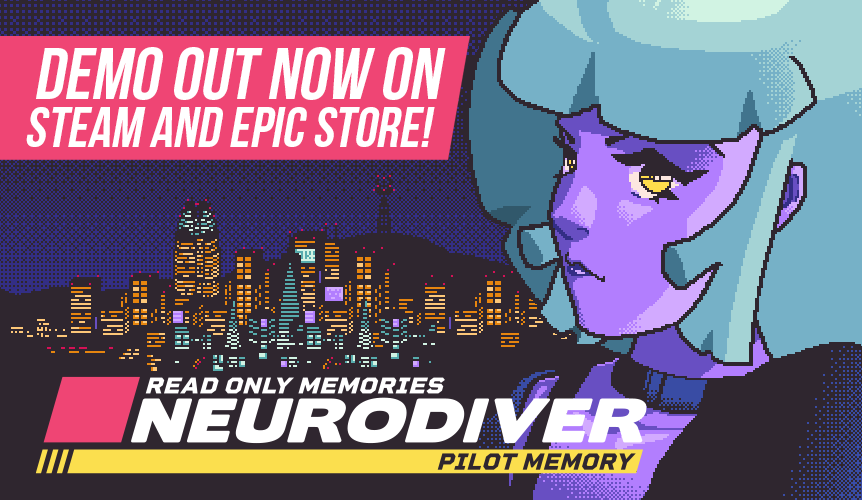 DEMO OUT NOW ON
STEAM AND EPIC STORE!
READ ONLY MEMORIES
NEURODIVER
PILOT MEMORY